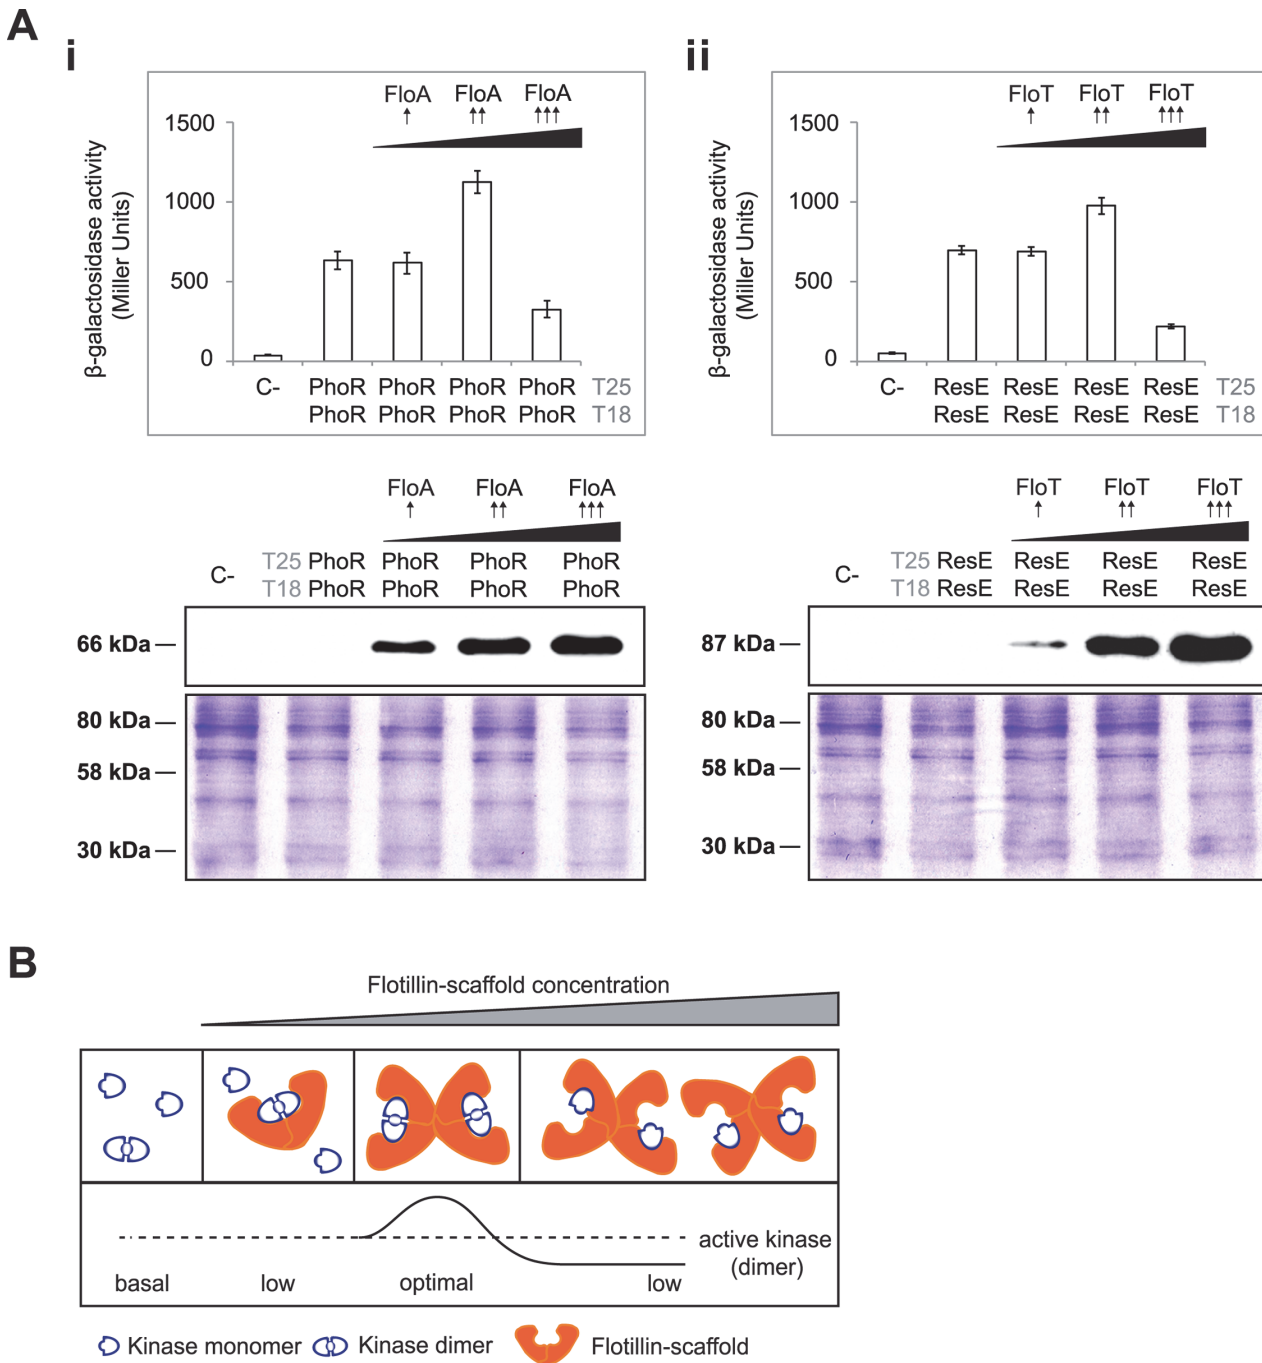 A
i
FloA FloA FloA
↑ ↑↑ ↑↑↑
1500
1000
500
0
β-galactosidase activity
(Miller Units)
C- PhoR PhoR PhoR PhoR T25
PhoR PhoR PhoR PhoR T18
ii
FloT FloT FloT
↑ ↑↑ ↑↑↑
1500
1000
500
0
β-galactosidase activity
(Miller Units)
C- ResE ResE ResE ResE T25
ResE ResE ResE ResE T18
FloA FloA FloA
↑ ↑↑ ↑↑↑
C-
T25 PhoR PhoR PhoR PhoR
T18 PhoR PhoR PhoR PhoR
66 kDa
80 kDa
58 kDa
30 kDa
FloT FloT FloT
↑ ↑↑ ↑↑↑
C-
T25 ResE ResE ResE ResE
T18 ResE ResE ResE ResE
87 kDa
80 kDa
58 kDa
30 kDa
B
Flotillin-scaffold concentration
active kinase
(dimer)
basal low optimal low
Kinase monomer Kinase dimer Flotillin-scaffold